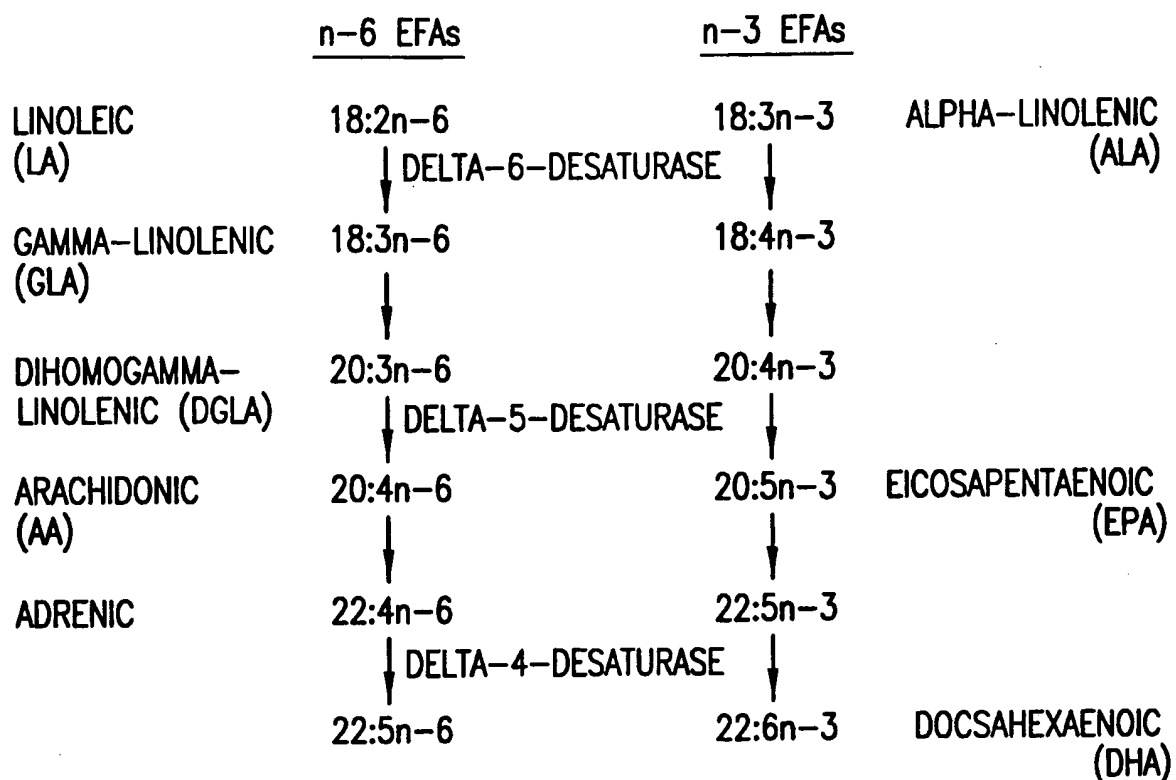 n-6 EFAs n-3 EFAs
LINOLEIC 18:2n-6 18:3n-3 ALPHA-LINOLENIC
(LA) DELTA-6-DESATURASE (ALA)
GAMMA-LINOLENIC 18:3n-6 18:4n-3
(GLA)
DIHOMOGAMMA- 20:3n-6 20:4n-3
LINOLENIC (DGLA) DELTA-5-DESATURASE
ARACHIDONIC 20:4n-6 20:5n-3 EICOSAPENTAENOIC
(AA) (EPA)
ADRENIC 22:4n-6 22:5n-3
DELTA-4-DESATURASE
22:5n-6 22:6n-3 DOCSAHEXAENOIC
(DHA)